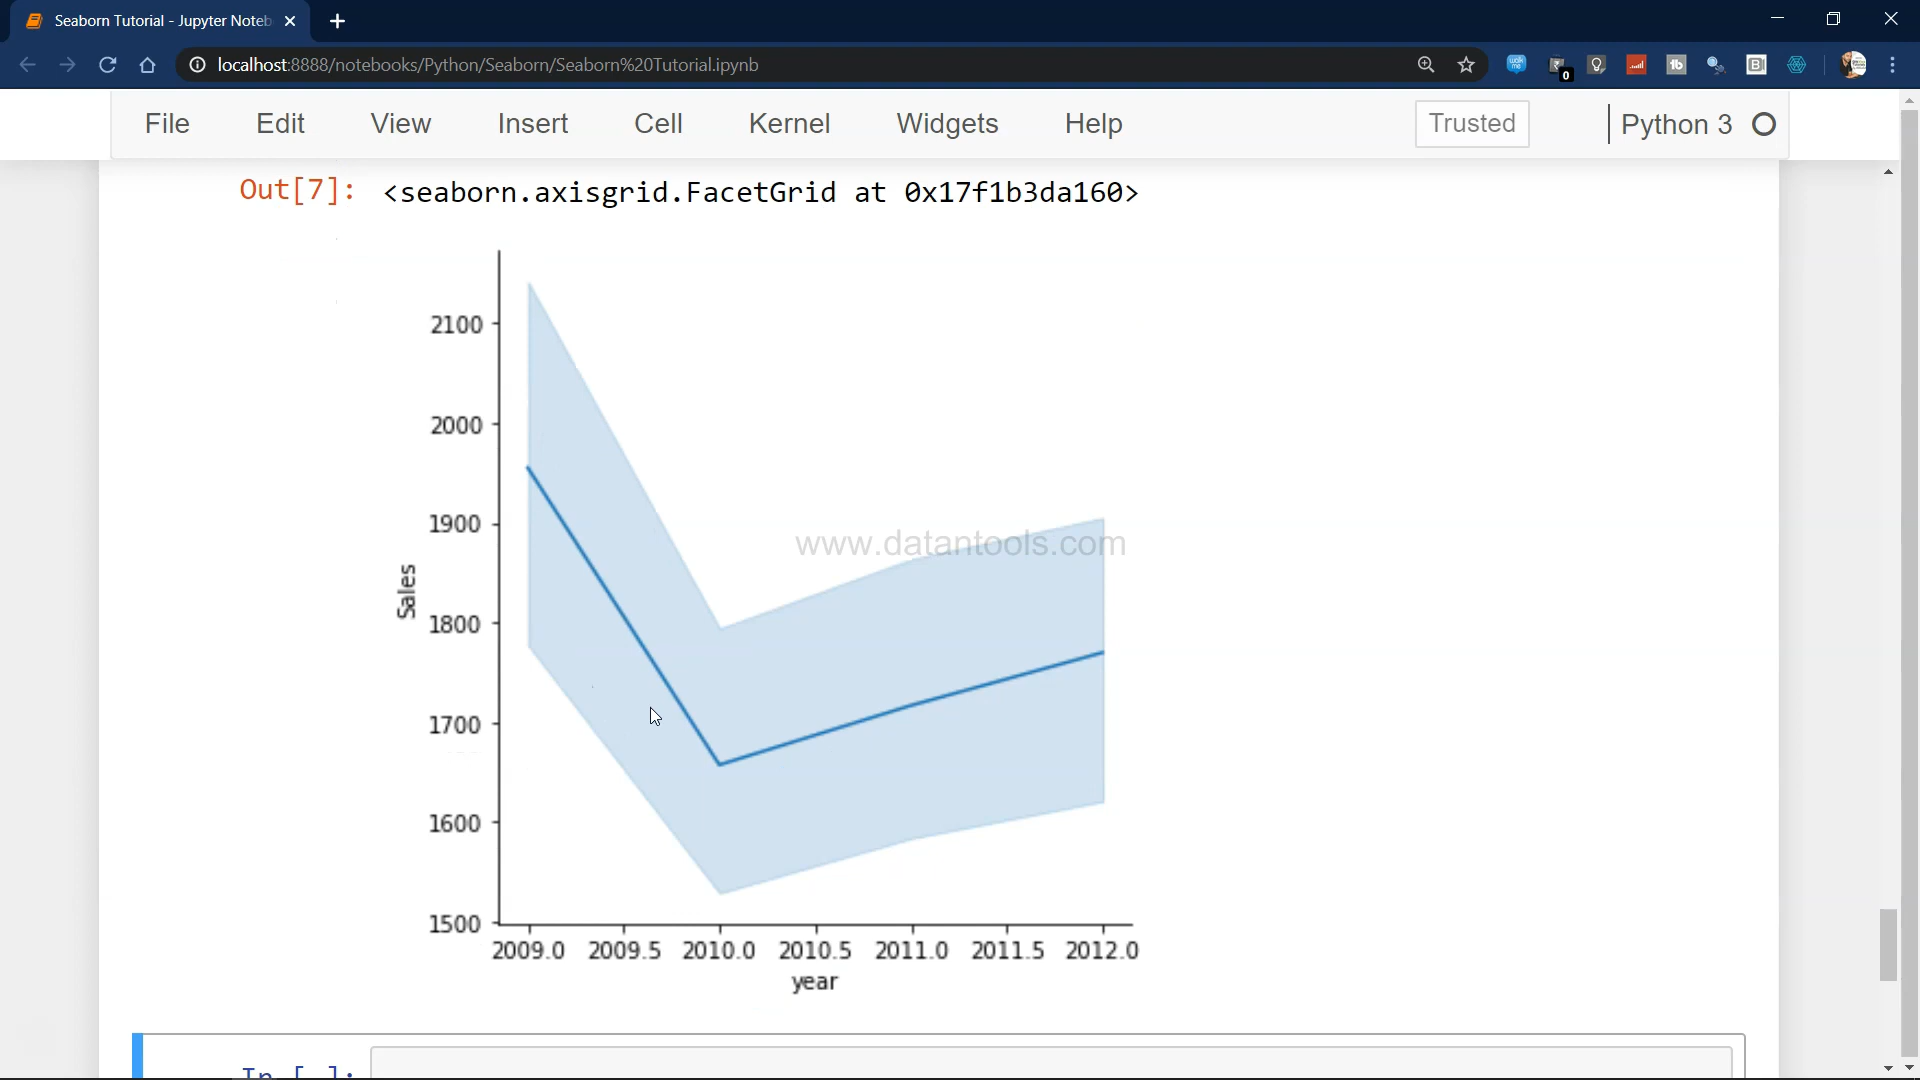 Seaborn Tutorial - Jupyter Noteb
localhost:8888/notebooks/Python/Seaborn/Seaborn%20Tutorial.ipynb
0
File Edit View Insert Cell Kernel Widgets Help Trusted Python 3
Out[7]: <seaborn.axisgrid.FacetGrid at 0x17f1b3da160>
2100
2000
1900
www.datantools.com
Sales
1800
1700
1600
1500
2009.0 2009.5 2010.0 2010.5 2011.0 2011.5 2012.0
year
In [ ]: